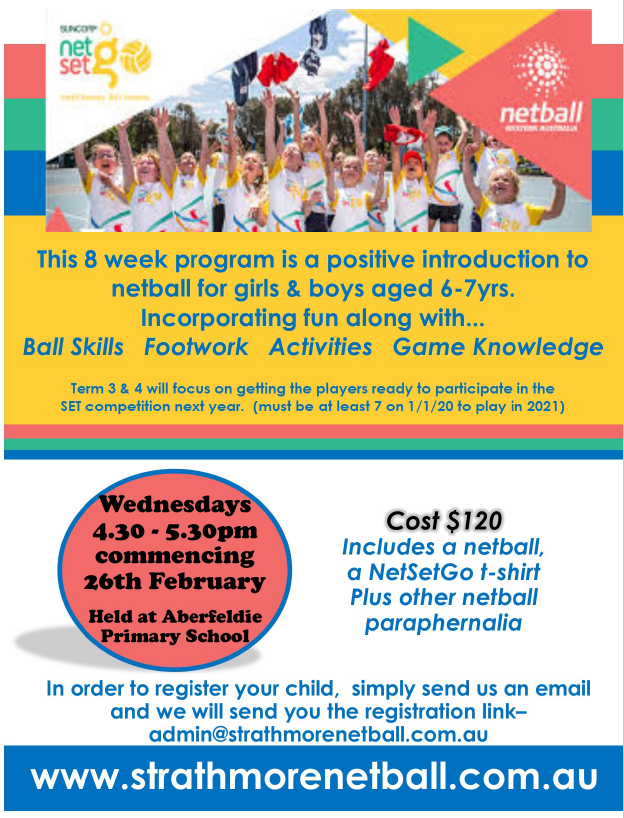 SUNCORP
net
set go
netball
WESTERN AUSTRALIA
This 8 week program is a positive introduction to
netball for girls & boys aged 6-7yrs.
Incorporating fun along with...
Ball Skills Footwork Activities Game Knowledge
Term 3 & 4 will focus on getting the players ready to participate in the
SET competition next year. (must be at least 7 on 1/1/20 to play in 2021)
Wednesdays
4.30 - 5.30pm
commencing
26th February
Held at Aberfeldie
Primary School
Cost $120
Includes a netball,
a NetSetGo t-shirt
Plus other netball
paraphernalia
In order to register your child, simply send us an email
and we will send you the registration link–
admin@strathmorenetball.com.au
www.strathmorenetball.com.au